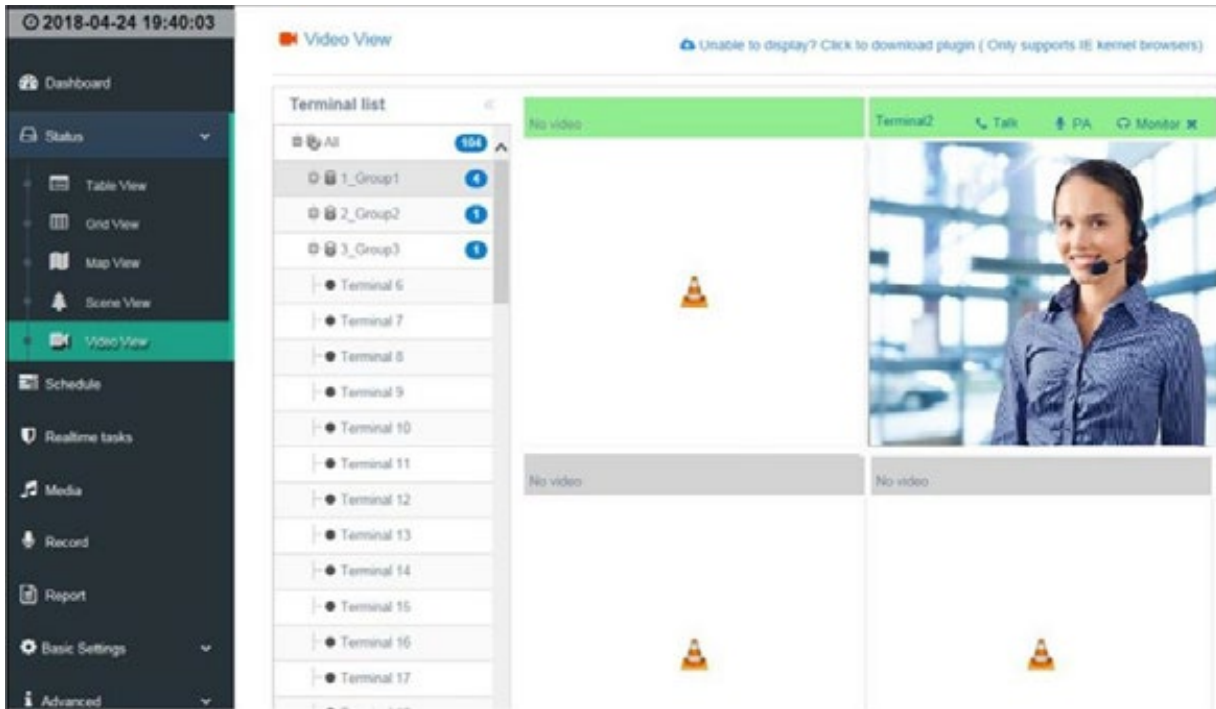 2018-04-24 19:40:03
Dashboard
Status
Table View
Grid View
Map View
Scene View
Video View
Schedule
Realtime tasks
Media
Record
Report
Basic Settings
Advanced
Video View
Unable to display? Click to download plugin ( Only supports IE kernel browsers)
Terminal list
All 104
1_Group1 4
2_Group2 1
3_Group3 1
Terminal 6
Terminal 7
Terminal 8
Terminal 9
Terminal 10
Terminal 11
Terminal 12
Terminal 13
Terminal 14
Terminal 15
Terminal 16
Terminal 17
No video
Terminal2 Talk PA Monitor
No video
No video